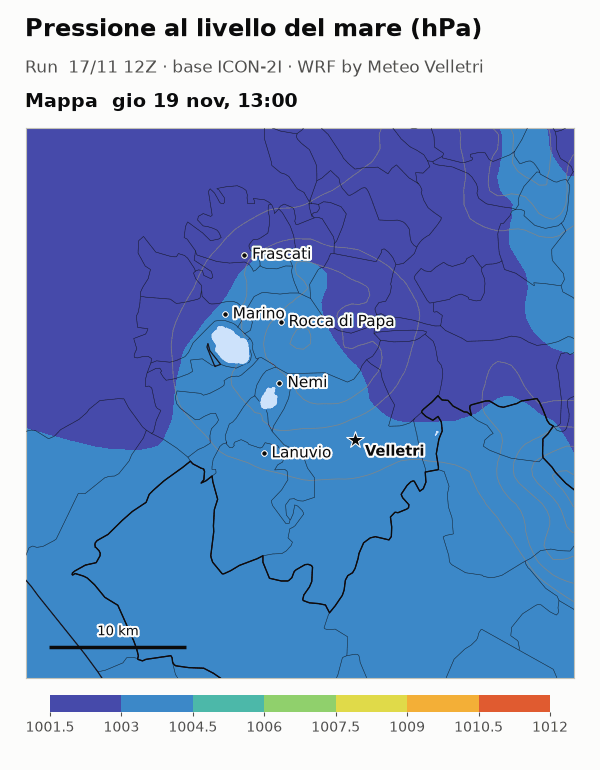 Pressione al livello del mare (hPa)
Run  17/11 12Z · base ICON-2I · WRF by Meteo Velletri
Mappa  gio 19 nov, 13:00
Frascati
Marino
Rocca di Papa
Nemi
Velletri
Lanuvio
10 km
1001.5 1003 1004.5 1006 1007.5 1009 1010.5 1012